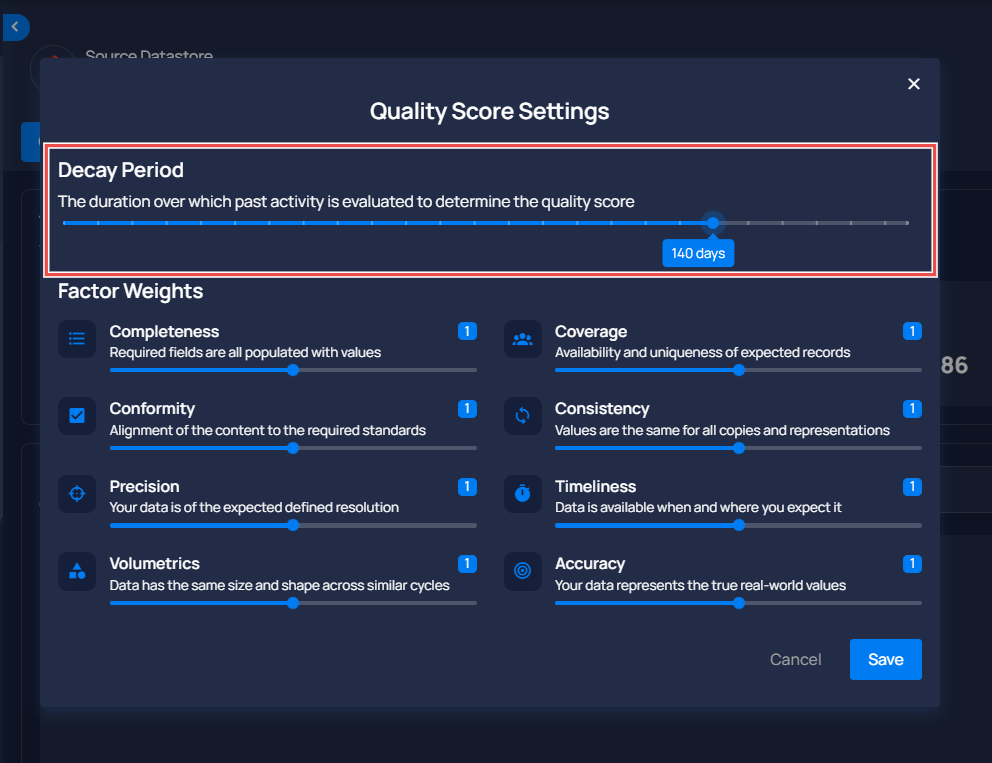 Source Datastore
Quality Score Settings
Decay Period
The duration over which past activity is evaluated to determine the quality score
140 days
Factor Weights
Completeness 1
Required fields are all populated with values
Coverage 1
Availability and uniqueness of expected records
86
Conformity 1
Alignment of the content to the required standards
Consistency 1
Values are the same for all copies and representations
Precision 1
Your data is of the expected defined resolution
Timeliness 1
Data is available when and where you expect it
Volumetrics 1
Data has the same size and shape across similar cycles
Accuracy 1
Your data represents the true real-world values
Cancel
Save